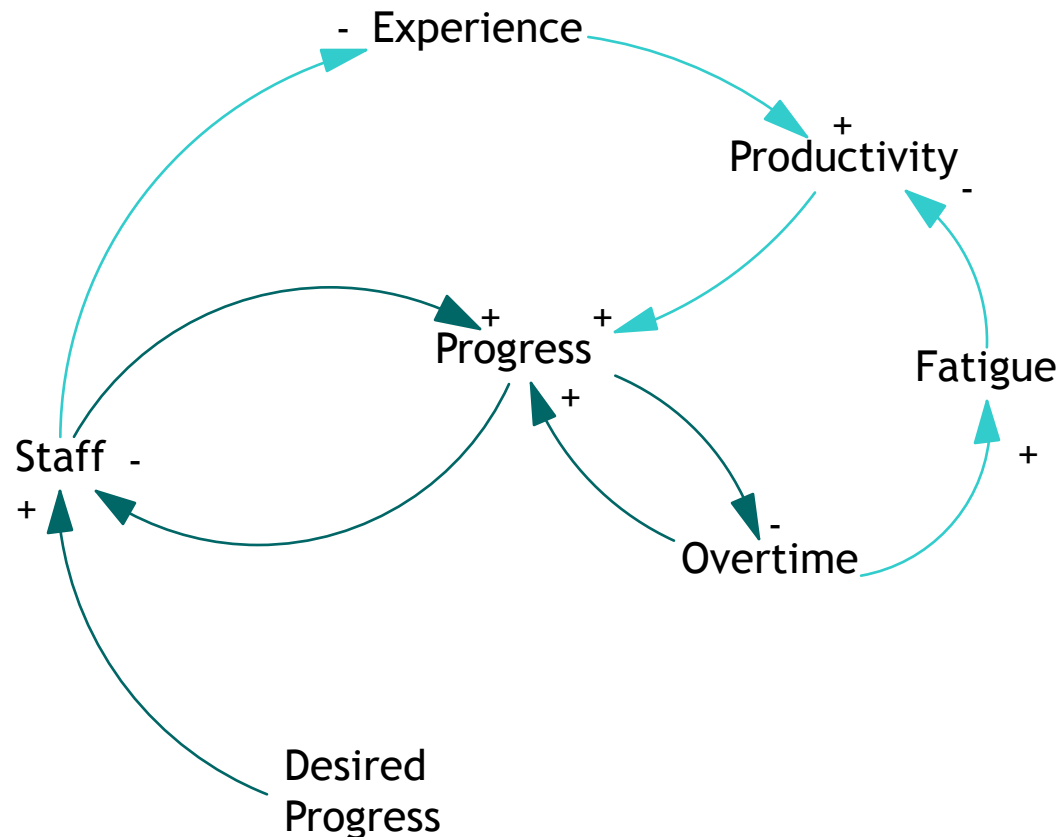 - Experience
+
Productivity
-
+ +
Progress
+
Fatigue
+
Staff -
+
-
Overtime
Desired
Progress